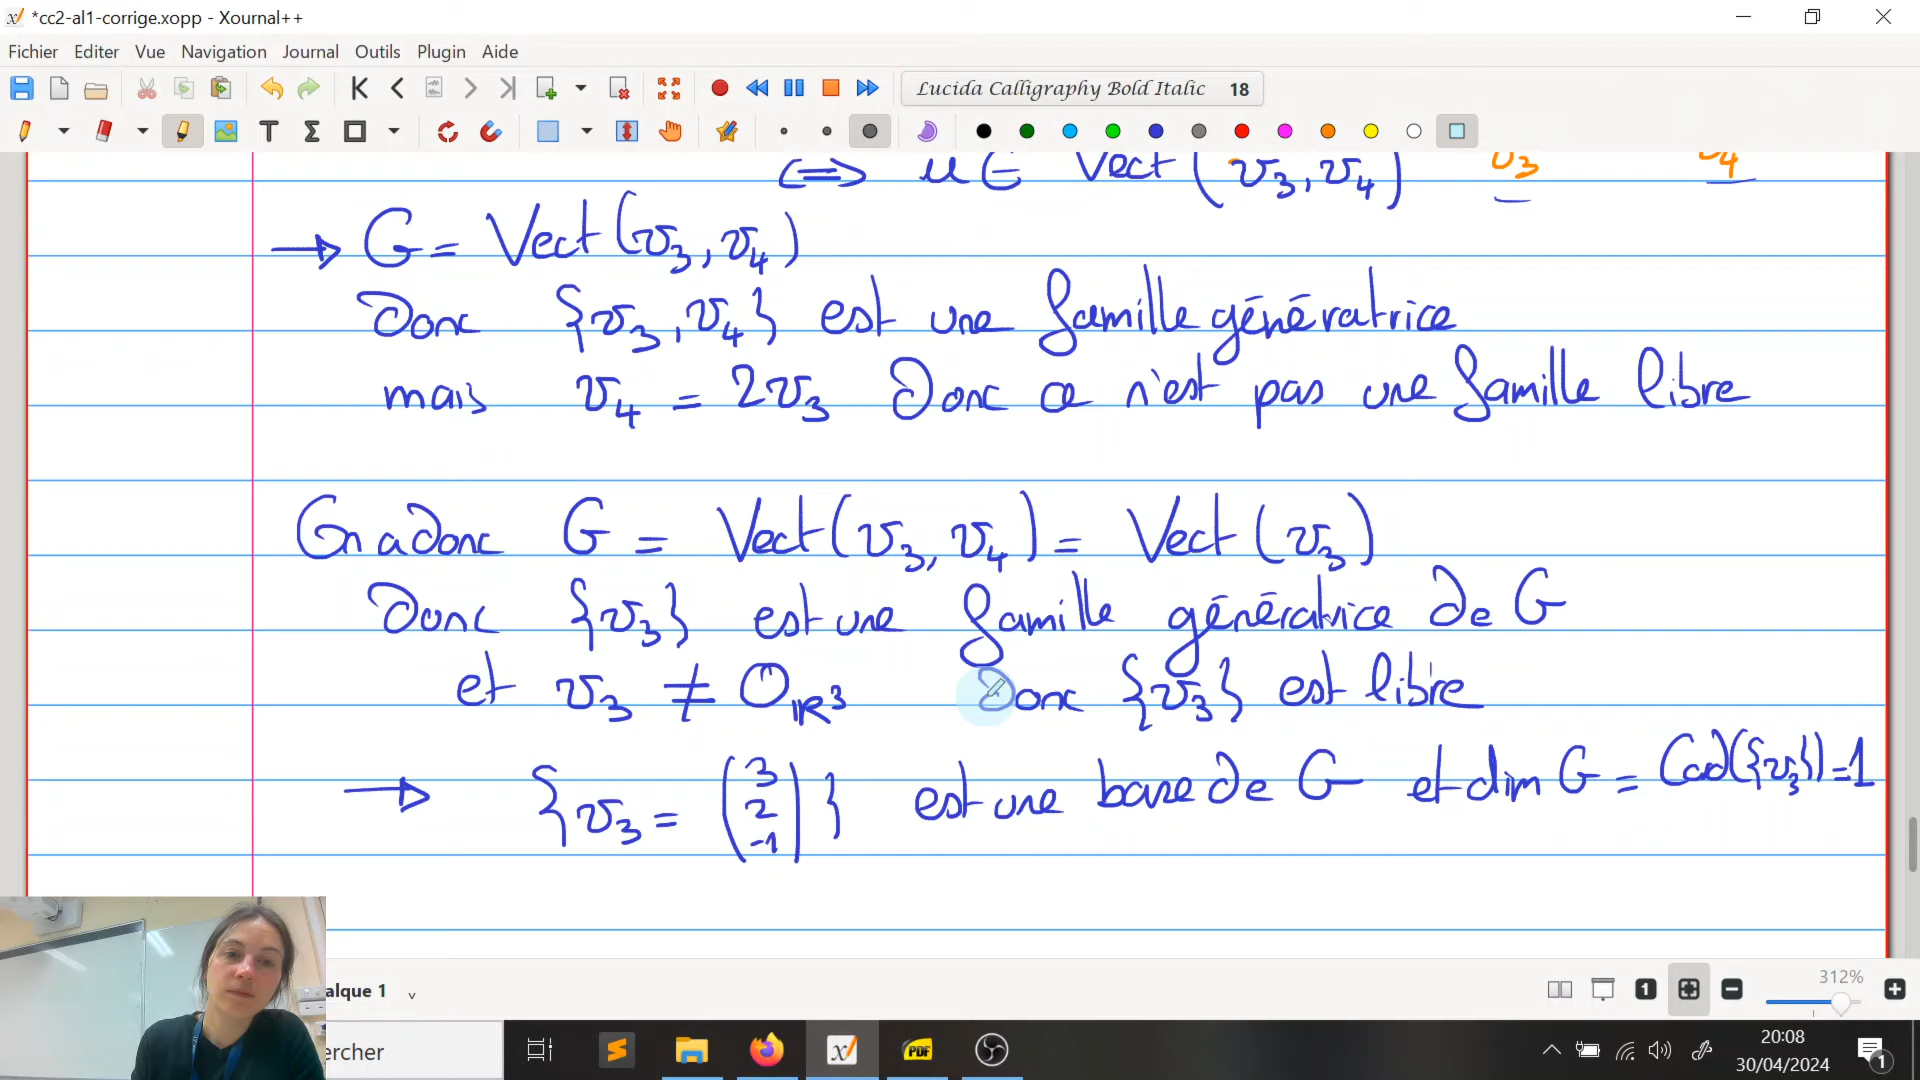 *cc2-al1-corrige.xopp - Xournal++
Fichier Editer Vue Navigation Journal Outils Plugin Aide
Lucida Calligraphy Bold Italic 18
⟺ u ∈ Vect(v3, v4) v3 v4
→ G = Vect(v3, v4)
Donc {v3, v4} est une famille génératrice
mais v4 = 2v3 Donc ce n'est pas une famille libre
On a donc G = Vect(v3, v4) = Vect(v3)
Donc {v3} est une famille génératrice de G
et v3 ≠ 0ℝ³ Donc {v3} est libre
→ {v3 = (3 2 -1)} est une base de G et dim G = Card({v3}) = 1
alque 1
312%
ercher
PDF
20:08
30/04/2024
1